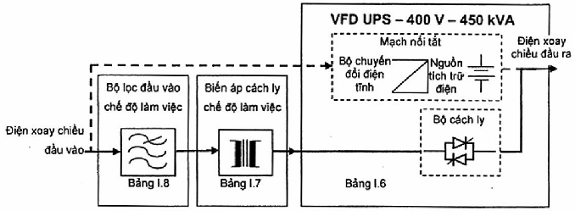 VFD UPS – 400 V – 450 kVA
Mạch nối tắt
Bộ chuyển
đổi điện
tĩnh
Nguồn
tích trữ
điện
Điện xoay
chiều đầu ra
Bộ lọc đầu vào
chế độ làm việc
Biến áp cách ly
chế độ làm việc
Bộ cách ly
Điện xoay chiều
đầu vào
Bảng I.8
Bảng I.7
Bảng I.6